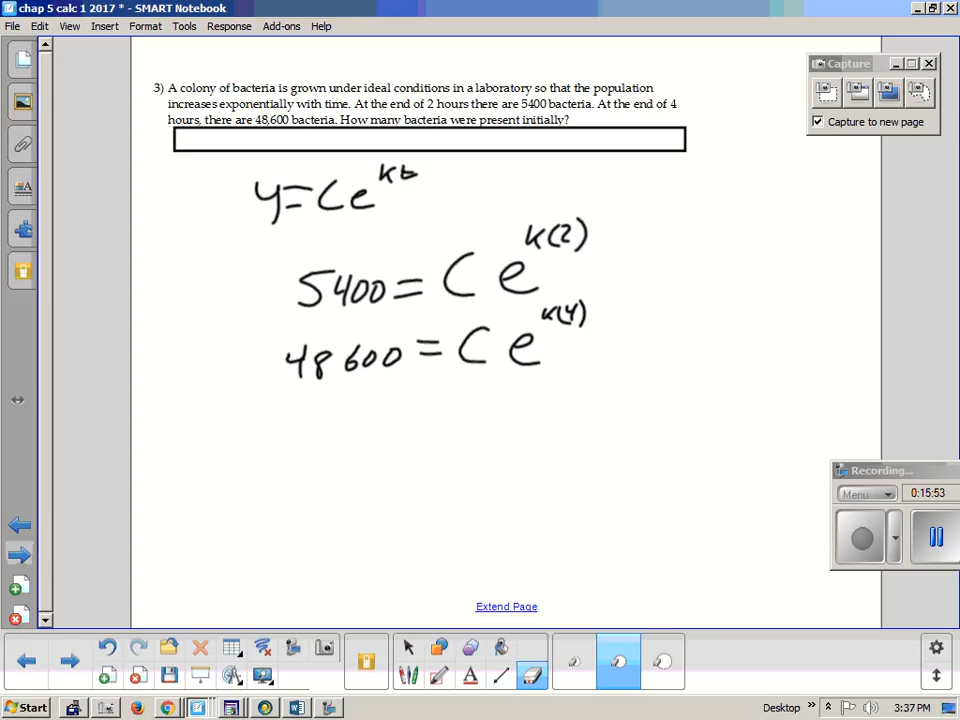 chap 5 calc 1 2017 * - SMART Notebook
File Edit View Insert Format Tools Response Add-ons Help
3) A colony of bacteria is grown under ideal conditions in a laboratory so that the population
increases exponentially with time. At the end of 2 hours there are 5400 bacteria. At the end of 4
hours, there are 48,600 bacteria. How many bacteria were present initially?
Capture
Capture to new page
y=Ce^kt
5400 = C e^k(2)
48600 = C e^k(4)
Recording...
Menu
0:15:53
Extend Page
Start
Desktop
3:37 PM